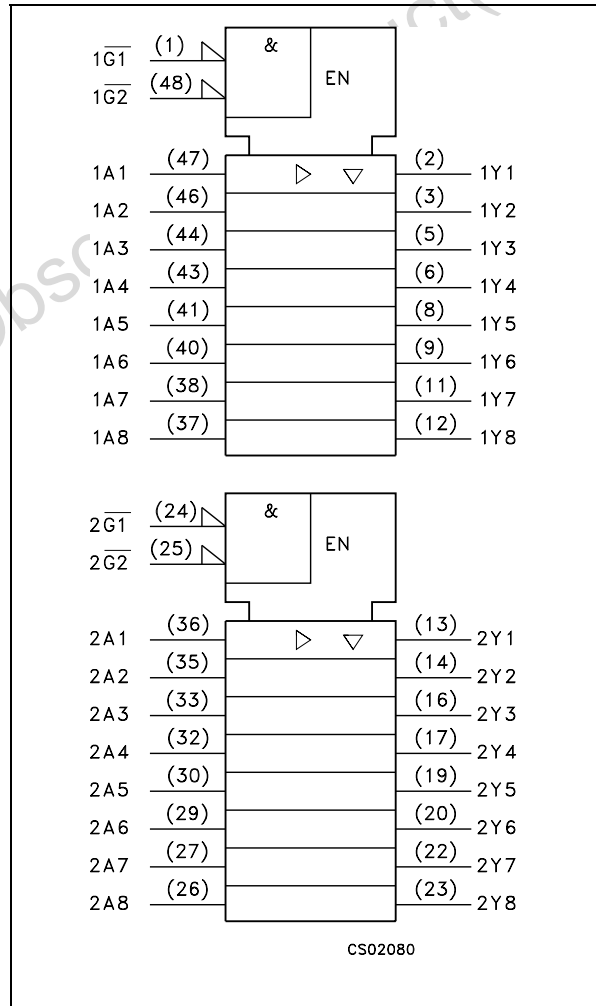 (1) & 
1G1
(48) EN
1G2
1A1 (47) (2) 1Y1
1A2 (46) (3) 1Y2
1A3 (44) (5) 1Y3
1A4 (43) (6) 1Y4
1A5 (41) (8) 1Y5
1A6 (40) (9) 1Y6
1A7 (38) (11) 1Y7
1A8 (37) (12) 1Y8
2G1 (24) &
2G2 (25) EN
2A1 (36) (13) 2Y1
2A2 (35) (14) 2Y2
2A3 (33) (16) 2Y3
2A4 (32) (17) 2Y4
2A5 (30) (19) 2Y5
2A6 (29) (20) 2Y6
2A7 (27) (22) 2Y7
2A8 (26) (23) 2Y8
CS02080